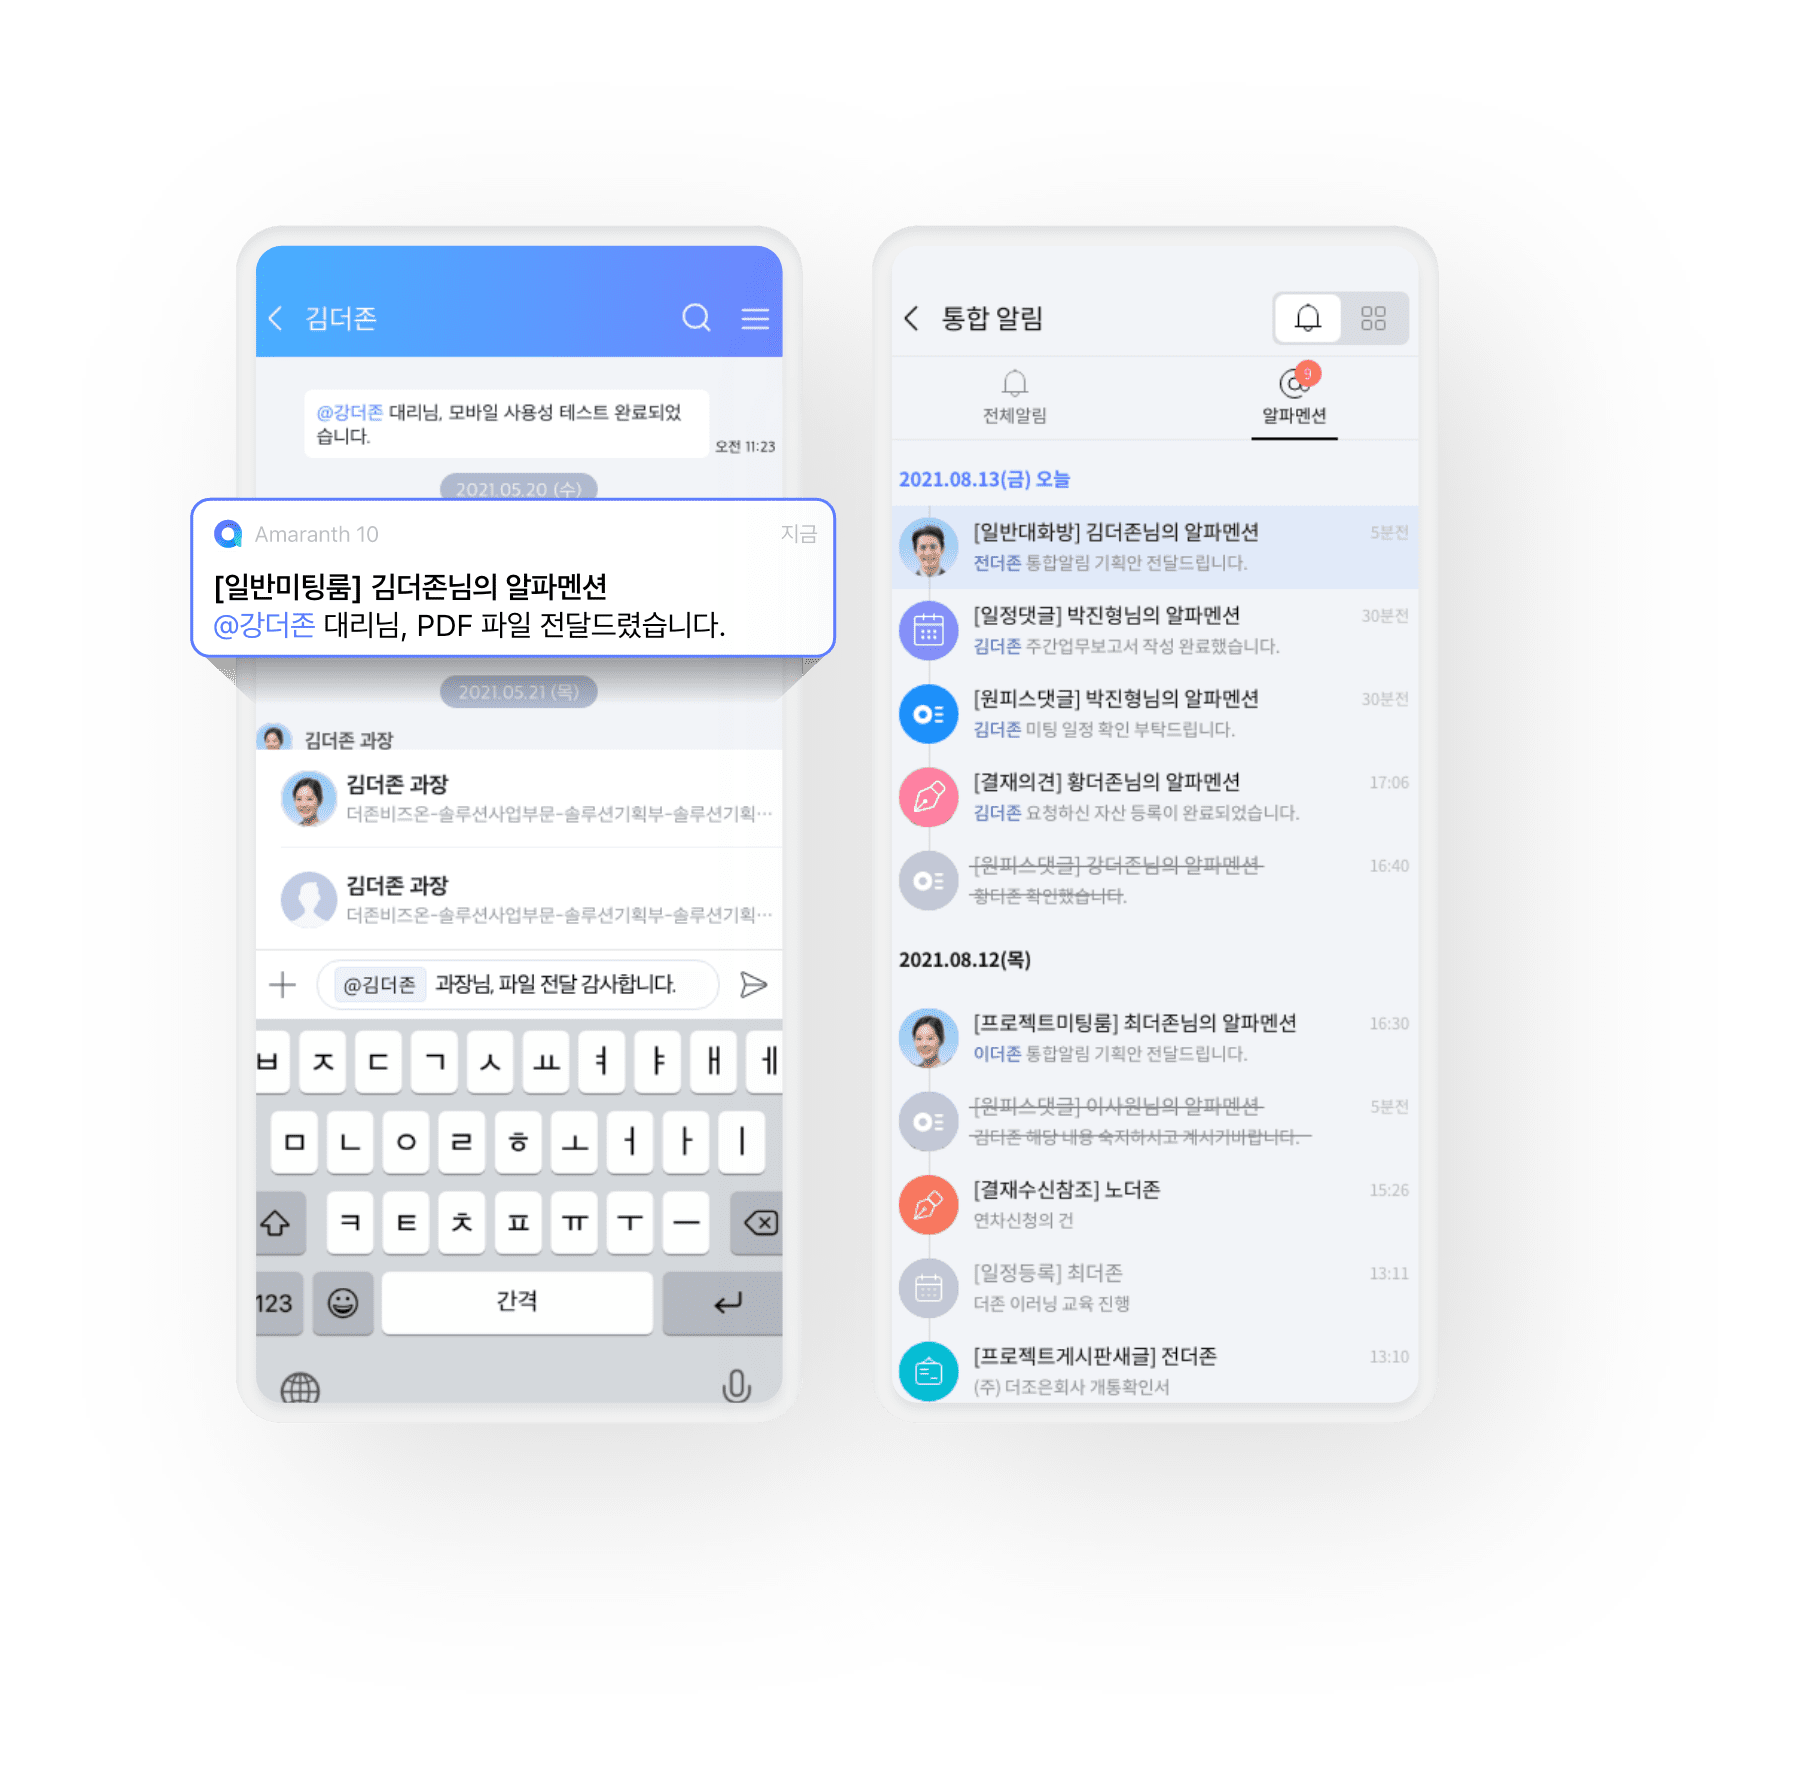 김더존
@강더존 대리님, 모바일 사용성 테스트 완료되었
습니다.
오전 11:23
2021.05.20 (수)
Amaranth 10
지금
[일반미팅룸] 김더존님의 알파멘션
@강더존 대리님, PDF 파일 전달드렸습니다.
2021.05.21 (목)
김더존 과장
김더존 과장
더존비즈온-솔루션사업부문-솔루션기획부-솔루션기획…
김더존 과장
더존비즈온-솔루션사업부문-솔루션기획부-솔루션기획…
@김더존 과장님, 파일 전달 감사합니다.
ㅂ ㅈ ㄷ ㄱ ㅅ ㅛ ㅕ ㅑ ㅐ ㅔ
ㅁ ㄴ ㅇ ㄹ ㅎ ㅗ ㅓ ㅏ ㅣ
ㅋ ㅌ ㅊ ㅍ ㅠ ㅜ ㅡ
123
간격
통합 알림
전체알림
9
알파멘션
2021.08.13(금) 오늘
[일반대화방] 김더존님의 알파멘션
5분전
전더존 통합알림 기획안 전달드립니다.
[일정댓글] 박진형님의 알파멘션
30분전
김더존 주간업무보고서 작성 완료했습니다.
[원피스댓글] 박진형님의 알파멘션
30분전
김더존 미팅 일정 확인 부탁드립니다.
[결재의견] 황더존님의 알파멘션
17:06
김더존 요청하신 자산 등록이 완료되었습니다.
[원피스댓글] 강더존님의 알파멘션
16:40
황더존 확인했습니다.
2021.08.12(목)
[프로젝트미팅룸] 최더존님의 알파멘션
16:30
이더존 통합알림 기획안 전달드립니다.
[원피스댓글] 이사원님의 알파멘션
5분전
김더존 해당 내용 숙지하시고 계시기바랍니다.
[결재수신참조] 노더존
15:26
연차신청의 건
[일정등록] 최더존
13:11
더존 이러닝 교육 진행
[프로젝트게시판새글] 전더존
13:10
(주) 더조은회사 개통확인서